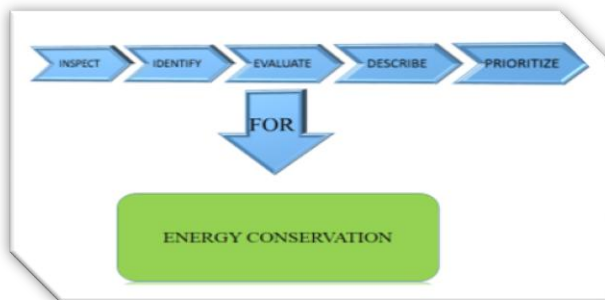 INSPECT IDENTIFY EVALUATE DESCRIBE PRIORITIZE
FOR
ENERGY CONSERVATION